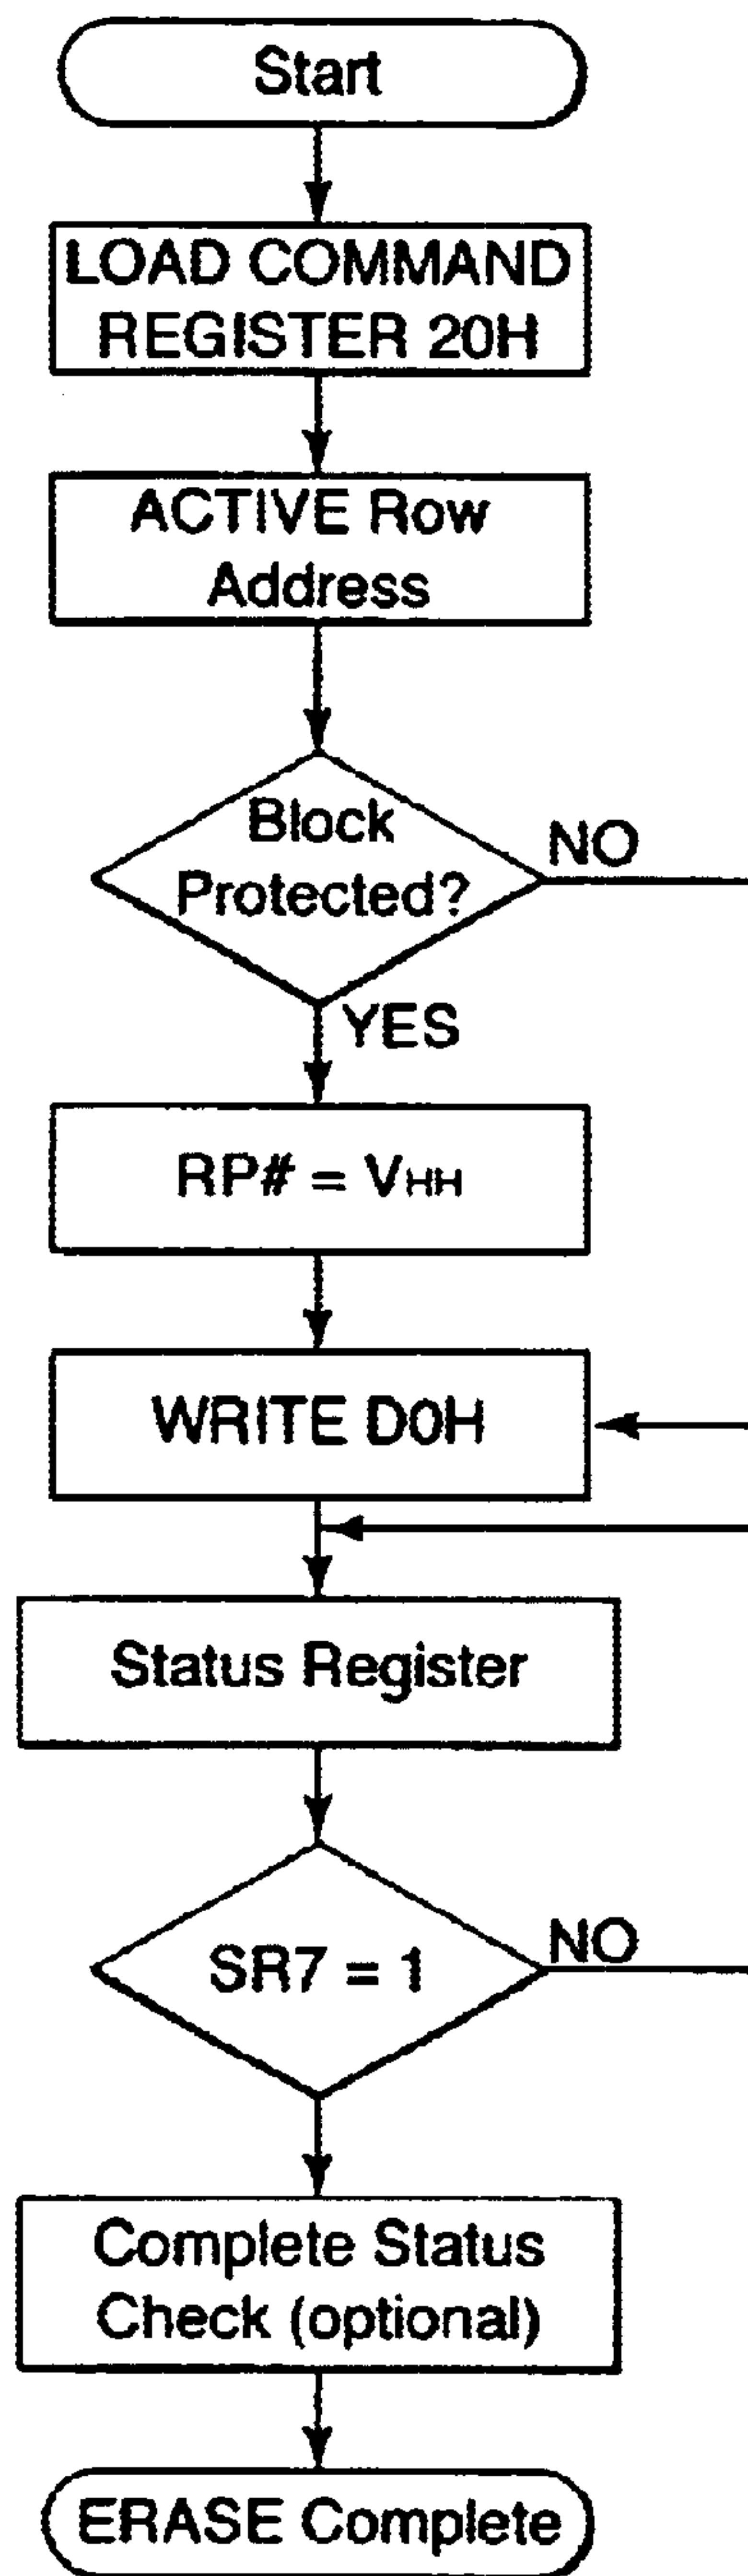 Start
LOAD COMMAND
REGISTER 20H
ACTIVE Row
Address
Block
Protected?
NO
YES
RP# = VHH
WRITE D0H
Status Register
SR7 = 1
NO
Complete Status
Check (optional)
ERASE Complete